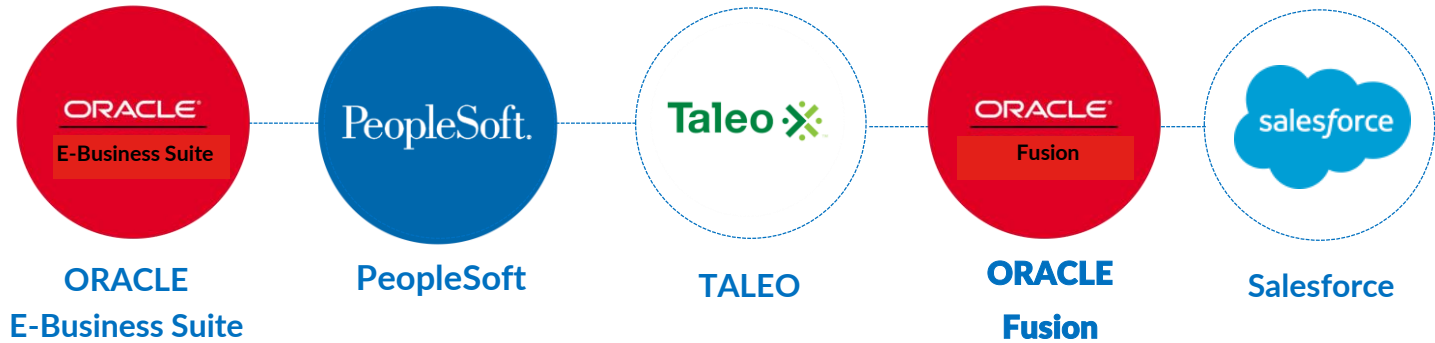 ORACLE®
E-Business Suite
PeopleSoft.
Taleo
ORACLE®
Fusion
salesforce
ORACLE
E-Business Suite
PeopleSoft
TALEO
ORACLE
Fusion
Salesforce